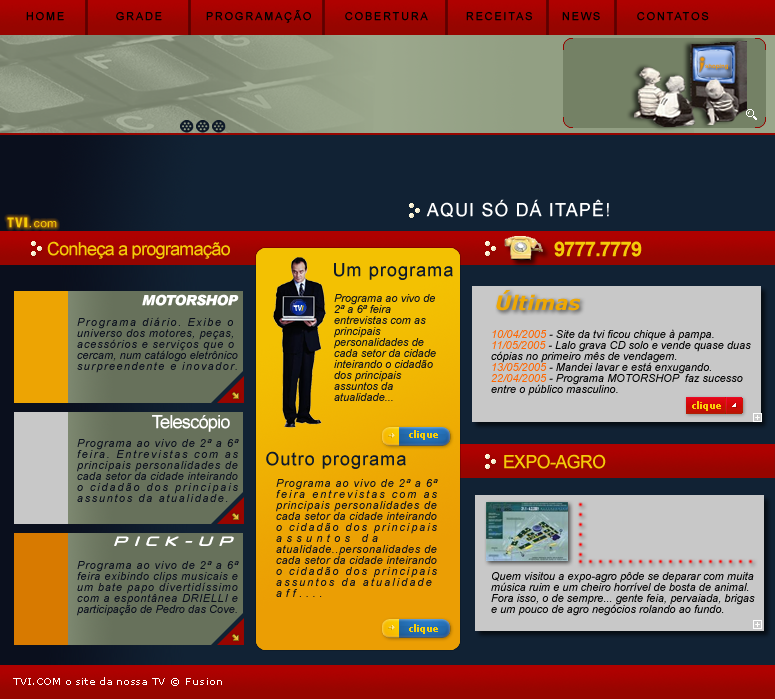 HOME GRADE PROGRAMAÇÃO COBERTURA RECEITAS NEWS CONTATOS
AQUI SÓ DÁ ITAPÊ!
TVI.com
Conheça a programação
9777.7779
MOTORSHOP
Programa diário. Exibe o
universo dos motores, peças,
acessórios e serviços que o
cercam, num catálogo eletrônico
surpreendente e inovador.
Telescópio
Programa ao vivo de 2ª a 6ª
feira. Entrevistas com as
principais personalidades de
cada setor da cidade inteirando
o cidadão dos principais
assuntos da atualidade.
PICK-UP
Programa ao vivo de 2ª a 6ª
feira exibindo clips musicais e
um bate papo divertidíssimo
com a espontânea DRIELLI e
participação de Pedro das Cove.
Um programa
TVI
Programa ao vivo de
2ª a 6ª feira
entrevistas com as
principais
personalidades de
cada setor da cidade
inteirando o cidadão
dos principais
assuntos da
atualidade...
clique
Outro programa
Programa ao vivo de 2ª a 6ª
feira entrevistas com as
principais personalidades de
cada setor da cidade inteirando
o cidadão dos principais
assuntos da
atualidade..personalidades de
cada setor da cidade inteirando
o cidadão dos principais
assuntos da atualidade
aff....
clique
Últimas
10/04/2005 - Site da tvi ficou chique à pampa.
11/05/2005 - Lalo grava CD solo e vende quase duas
cópias no primeiro mês de vendagem.
13/05/2005 - Mandei lavar e está enxugando.
22/04/2005 - Programa MOTORSHOP faz sucesso
entre o público masculino.
clique
EXPO-AGRO
Quem visitou a expo-agro pôde se deparar com muita
música ruim e um cheiro horrível de bosta de animal.
Fora isso, o de sempre... gente feia, pervaiada, brigas
e um pouco de agro negócios rolando ao fundo.
TVI.COM o site da nossa TV © Fusion